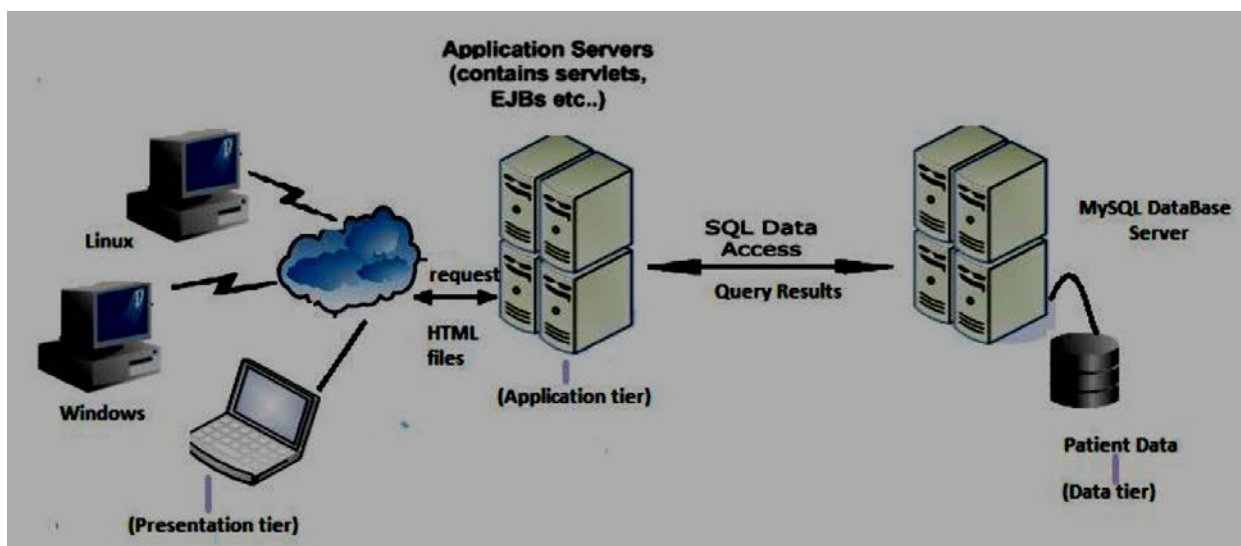 Application Servers
(contains servlets,
EJBs etc..)
Linux
Windows
(Presentation tier)
request
HTML
files
(Application tier)
SQL Data
Access
Query Results
MySQL DataBase
Server
Patient Data
(Data tier)